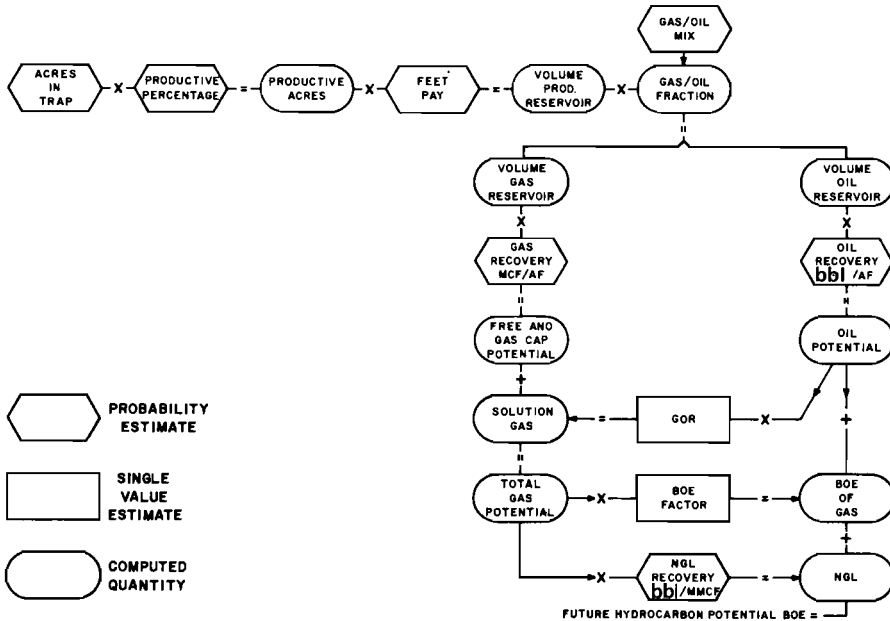 GAS/OIL
MIX
ACRES
IN
TRAP
X
PRODUCTIVE
PERCENTAGE
=
PRODUCTIVE
ACRES
X
FEET
PAY
=
VOLUME
PROD.
RESERVOIR
X
GAS/OIL
FRACTION
=
VOLUME
GAS
RESERVOIR
VOLUME
OIL
RESERVOIR
X
X
GAS
RECOVERY
MCF/AF
OIL
RECOVERY
bbl/AF
=
=
FREE AND
GAS CAP
POTENTIAL
OIL
POTENTIAL
+
SOLUTION
GAS
=
GOR
X
+
=
TOTAL
GAS
POTENTIAL
X
BOE
FACTOR
=
BOE
OF
GAS
+
X
NGL
RECOVERY
bbl/MMCF
=
NGL
FUTURE HYDROCARBON POTENTIAL BOE =
PROBABILITY
ESTIMATE
SINGLE
VALUE
ESTIMATE
COMPUTED
QUANTITY